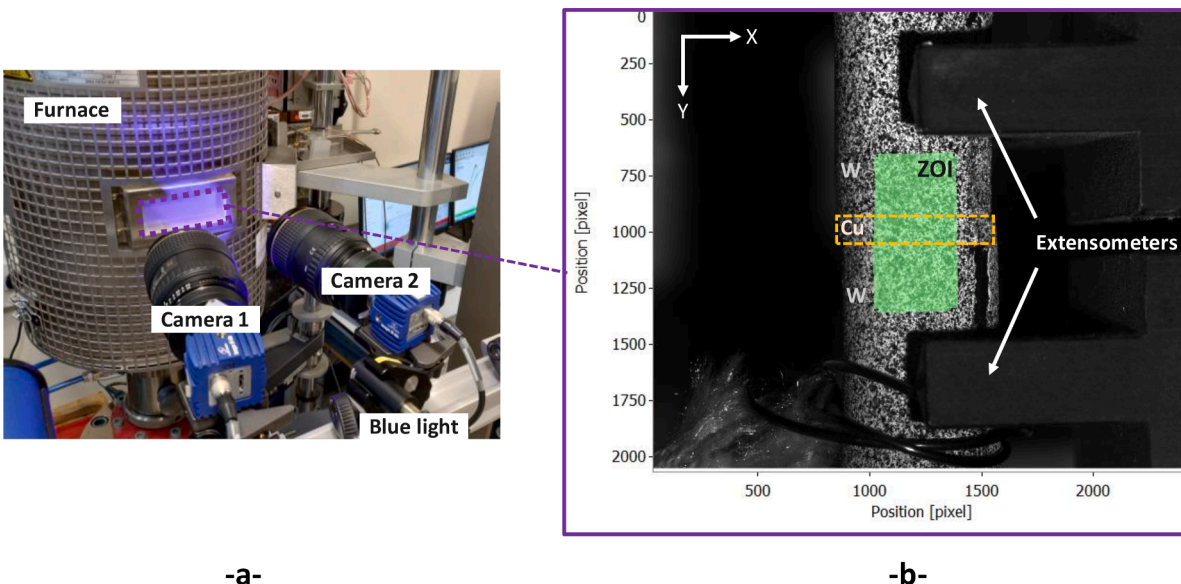 Furnace
Camera 2
Camera 1
Blue light
-a-
X
Y
W
ZOI
Cu
W
Extensometers
0
250
500
750
1000
1250
1500
1750
2000
Position [pixel]
500
1000
1500
2000
Position [pixel]
-b-